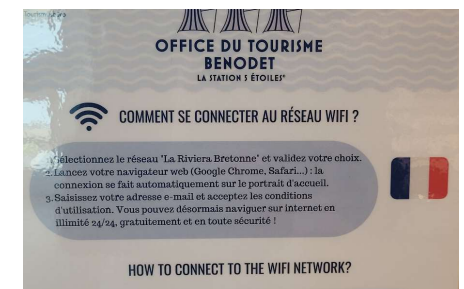 OFFICE DU TOURISME
BENODET
LA STATION 5 ÉTOILES*
COMMENT SE CONNECTER AU RÉSEAU WIFI ?
1. Sélectionnez le réseau "La Riviera Bretonne" et validez votre choix.
2. Lancez votre navigateur web (Google Chrome, Safari...) : la
connexion se fait automatiquement sur le portrait d'accueil.
3. Saisissez votre adresse e-mail et acceptez les conditions
d'utilisation. Vous pouvez désormais naviguer sur internet en
illimité 24/24, gratuitement et en toute sécurité !
HOW TO CONNECT TO THE WIFI NETWORK?